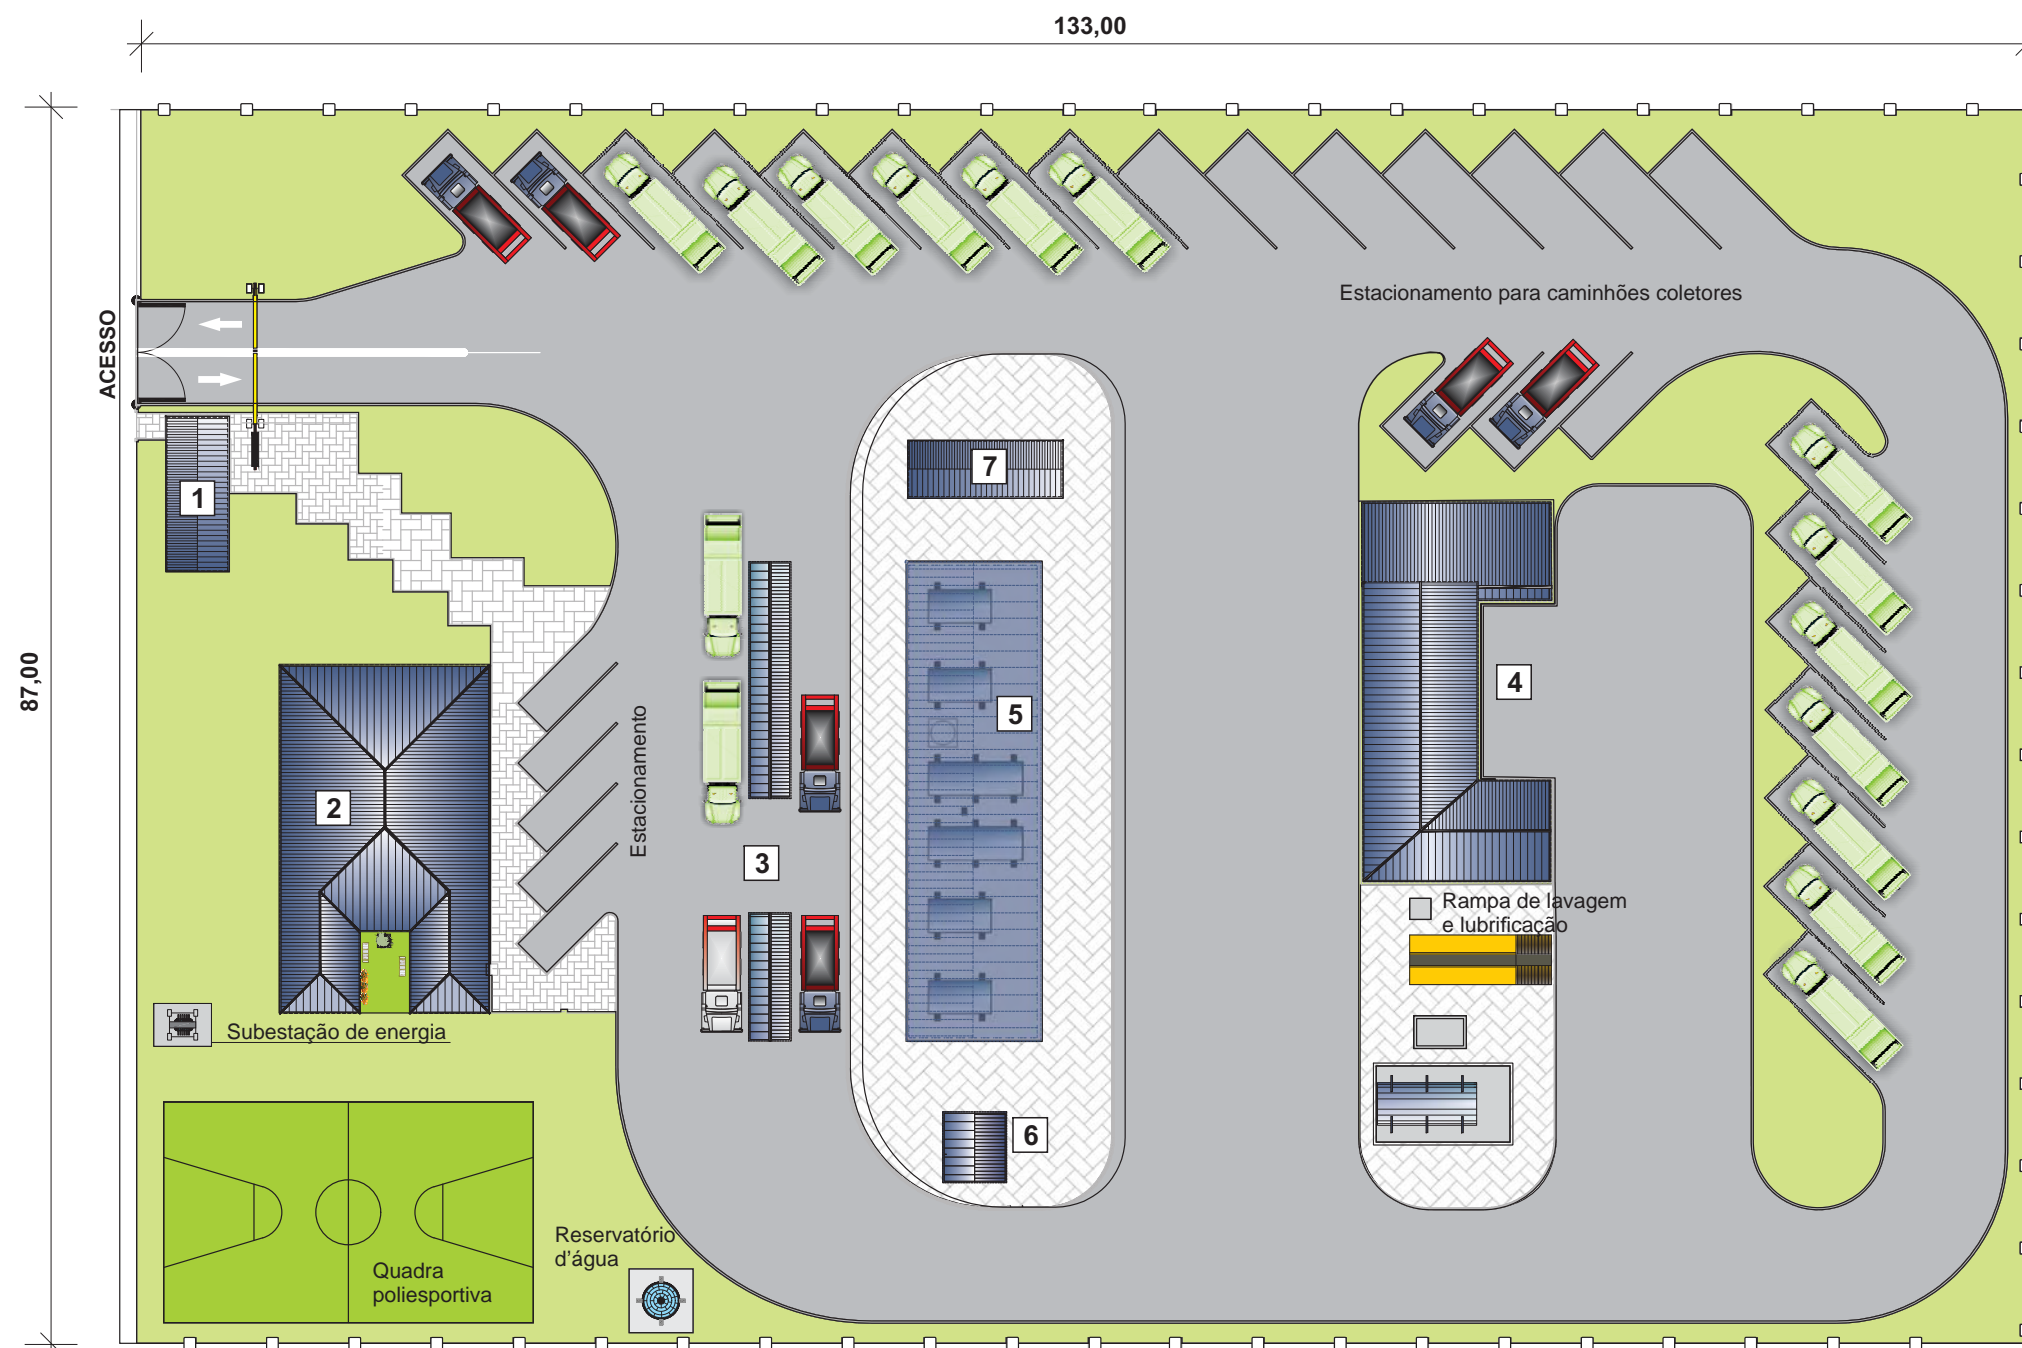 133,00
87,00
ACESSO
Estacionamento para caminhões coletores
1
7
4
5
2
Estacionamento
3
Rampa de lavagem
e lubrificação
Subestação de energia
6
Reservatório
d'água
Quadra
poliesportiva